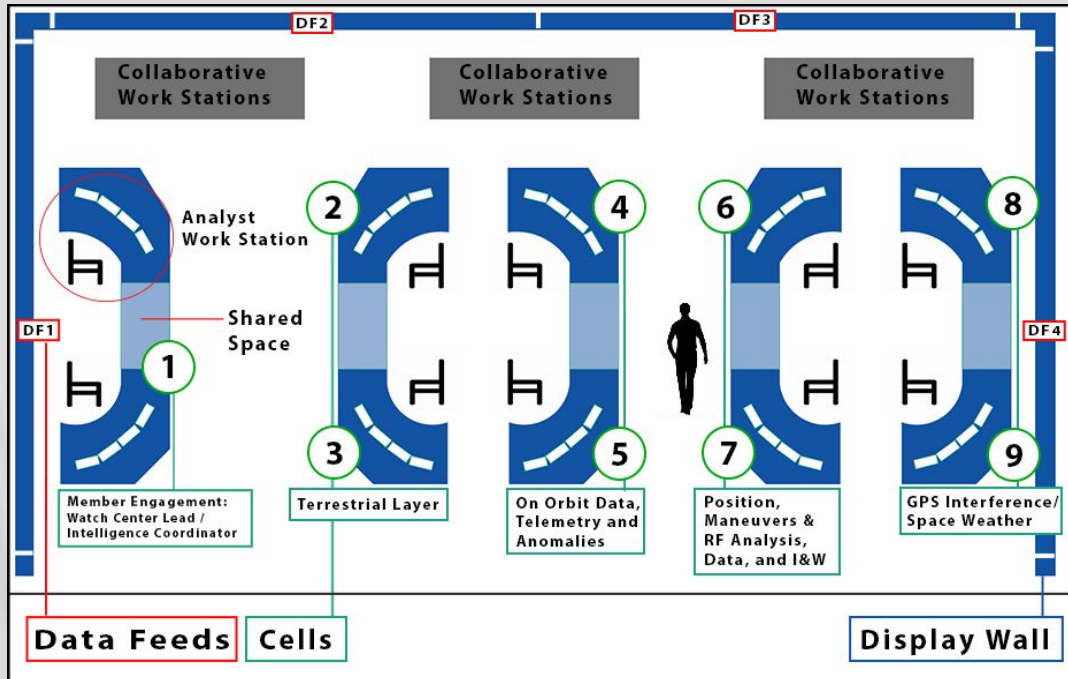 DF2
DF3
Collaborative
Work Stations
Collaborative
Work Stations
Collaborative
Work Stations
2
4
6
8
Analyst
Work Station
DF1
Shared
Space
DF4
1
3
5
7
9
Member Engagement:
Watch Center Lead /
Intelligence Coordinator
Terrestrial Layer
On Orbit Data,
Telemetry and
Anomalies
Position,
Maneuvers &
RF Analysis,
Data, and I&W
GPS Interference/
Space Weather
Data Feeds
Cells
Display Wall